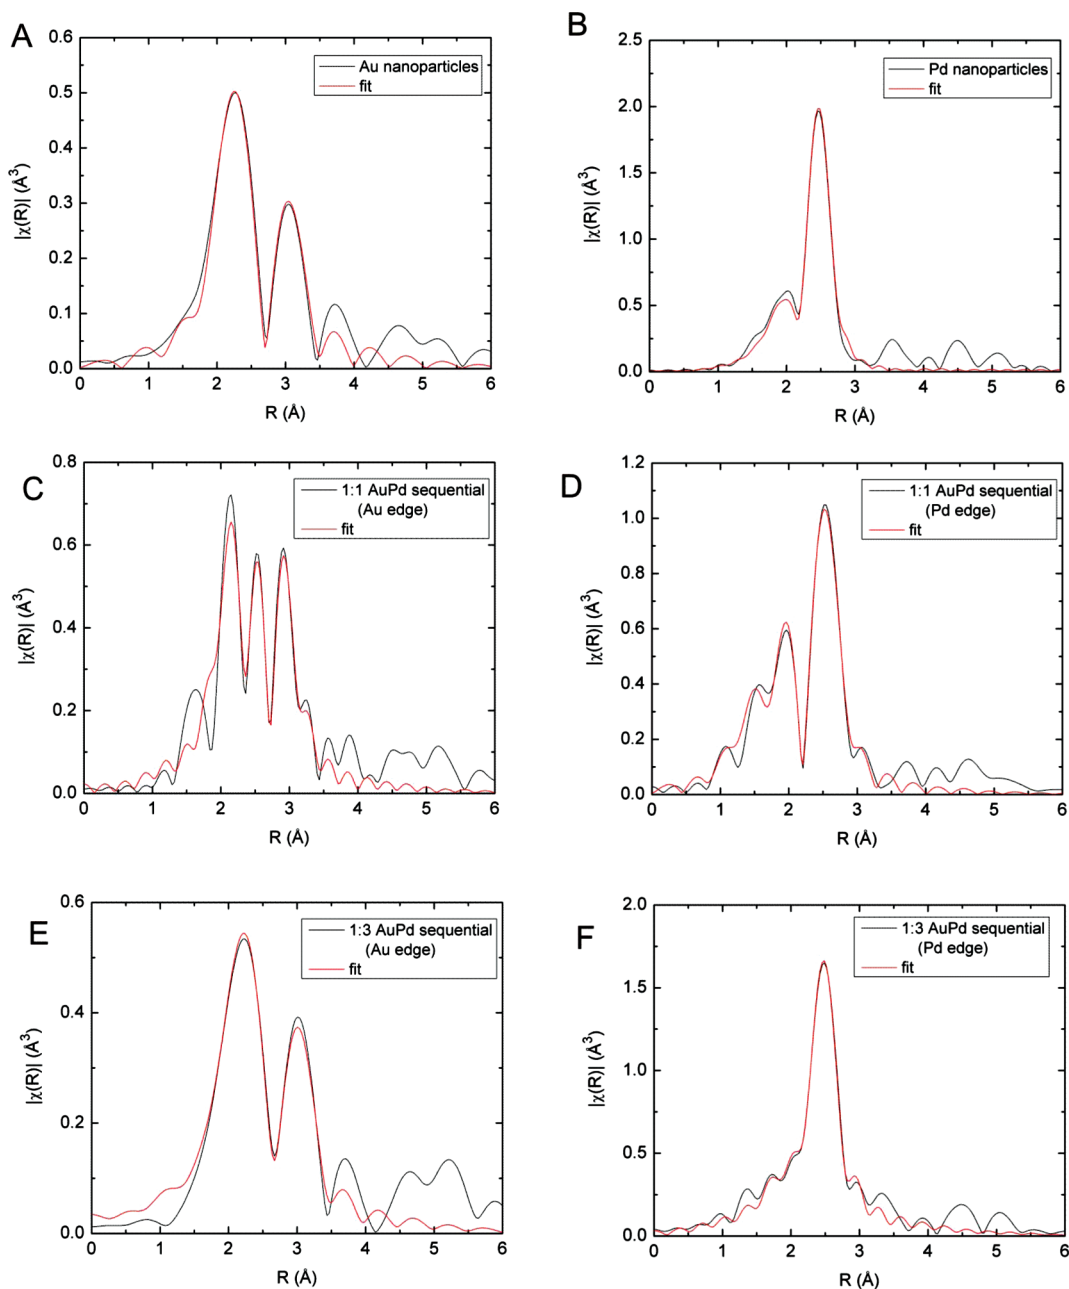 A
0.6
0.5
0.4
0.3
0.2
0.1
0.0
0 1 2 3 4 5 6
|χ(R)| (Å³)
R (Å)
Au nanoparticles
fit
B
2.5
2.0
1.5
1.0
0.5
0.0
0 1 2 3 4 5 6
|χ(R)| (Å³)
R (Å)
Pd nanoparticles
fit
C
0.8
0.6
0.4
0.2
0.0
0 1 2 3 4 5 6
|χ(R)| (Å³)
R (Å)
1:1 AuPd sequential
(Au edge)
fit
D
1.2
1.0
0.8
0.6
0.4
0.2
0.0
0 1 2 3 4 5 6
|χ(R)| (Å³)
R (Å)
1:1 AuPd sequential
(Pd edge)
fit
E
0.6
0.4
0.2
0.0
0 1 2 3 4 5 6
|χ(R)| (Å³)
R (Å)
1:3 AuPd sequential
(Au edge)
fit
F
2.0
1.5
1.0
0.5
0.0
0 1 2 3 4 5 6
|χ(R)| (Å³)
R (Å)
1:3 AuPd sequential
(Pd edge)
fit